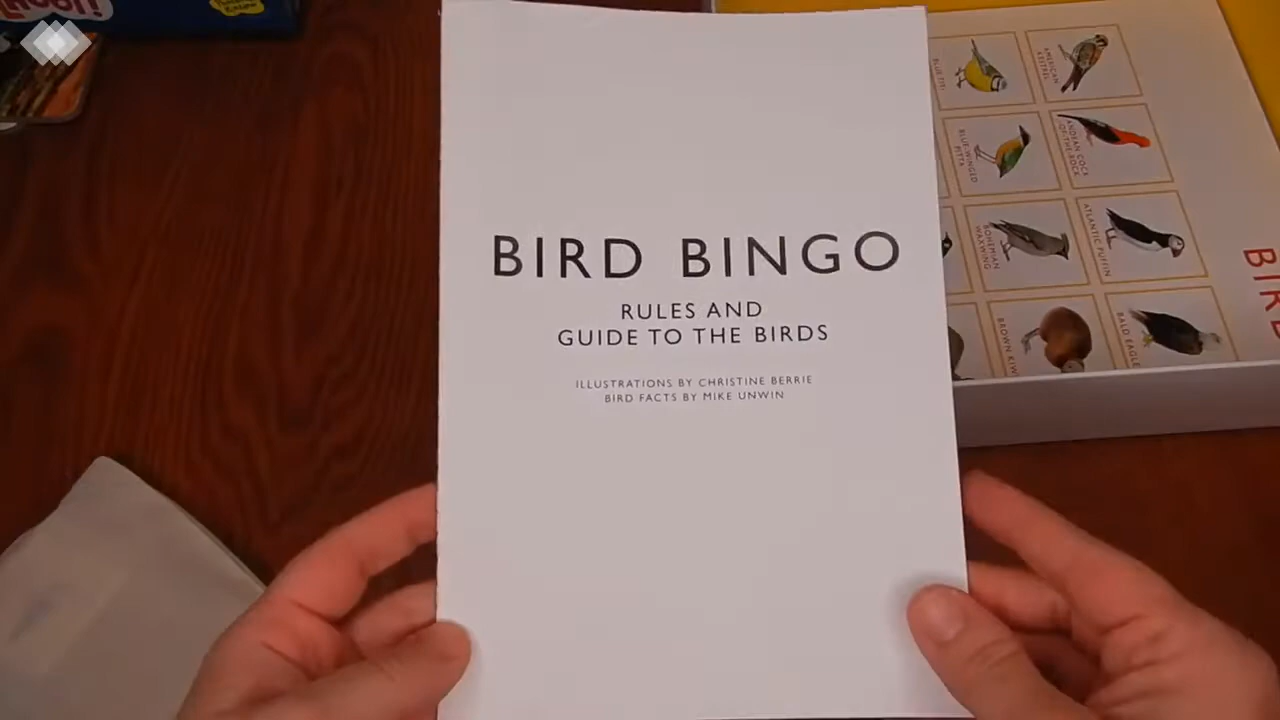 BIRD BINGO
RULES AND
GUIDE TO THE BIRDS
ILLUSTRATIONS BY CHRISTINE BERRIE
BIRD FACTS BY MIKE UNWIN
AMERICAN
KESTREL
BLUE TIT
ANDEAN COCK
-OF-THE-ROCK
BLUE-WINGED
PITTA
ATLANTIC PUFFIN
BOHEMIAN
WAXWING
BALD EAGLE
BROWN KIWI
BIRD